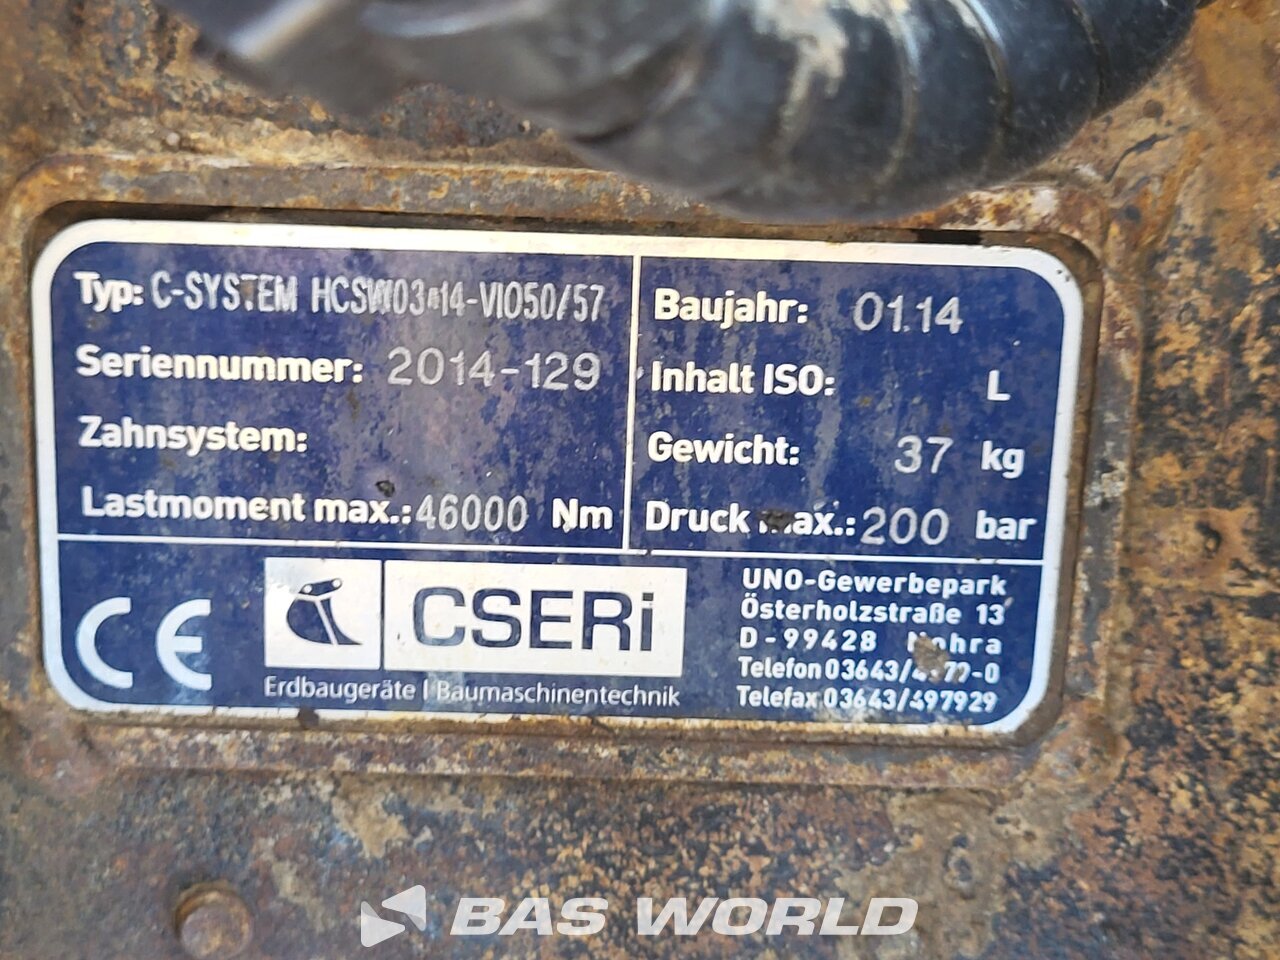 Typ: C-SYSTEM HCSW03-14-VIO50/57
Seriennummer: 2014-129
Zahnsystem:
Lastmoment max.: 46000 Nm
Baujahr: 01.14
Inhalt ISO: L
Gewicht: 37 kg
Druck max.: 200 bar
CE
CSERi
Erdbaugeräte | Baumaschinentechnik
UNO-Gewerbepark
Österholzstraße 13
D-99428 Nohra
Telefon
Telefax 03643/497929
BAS WORLD